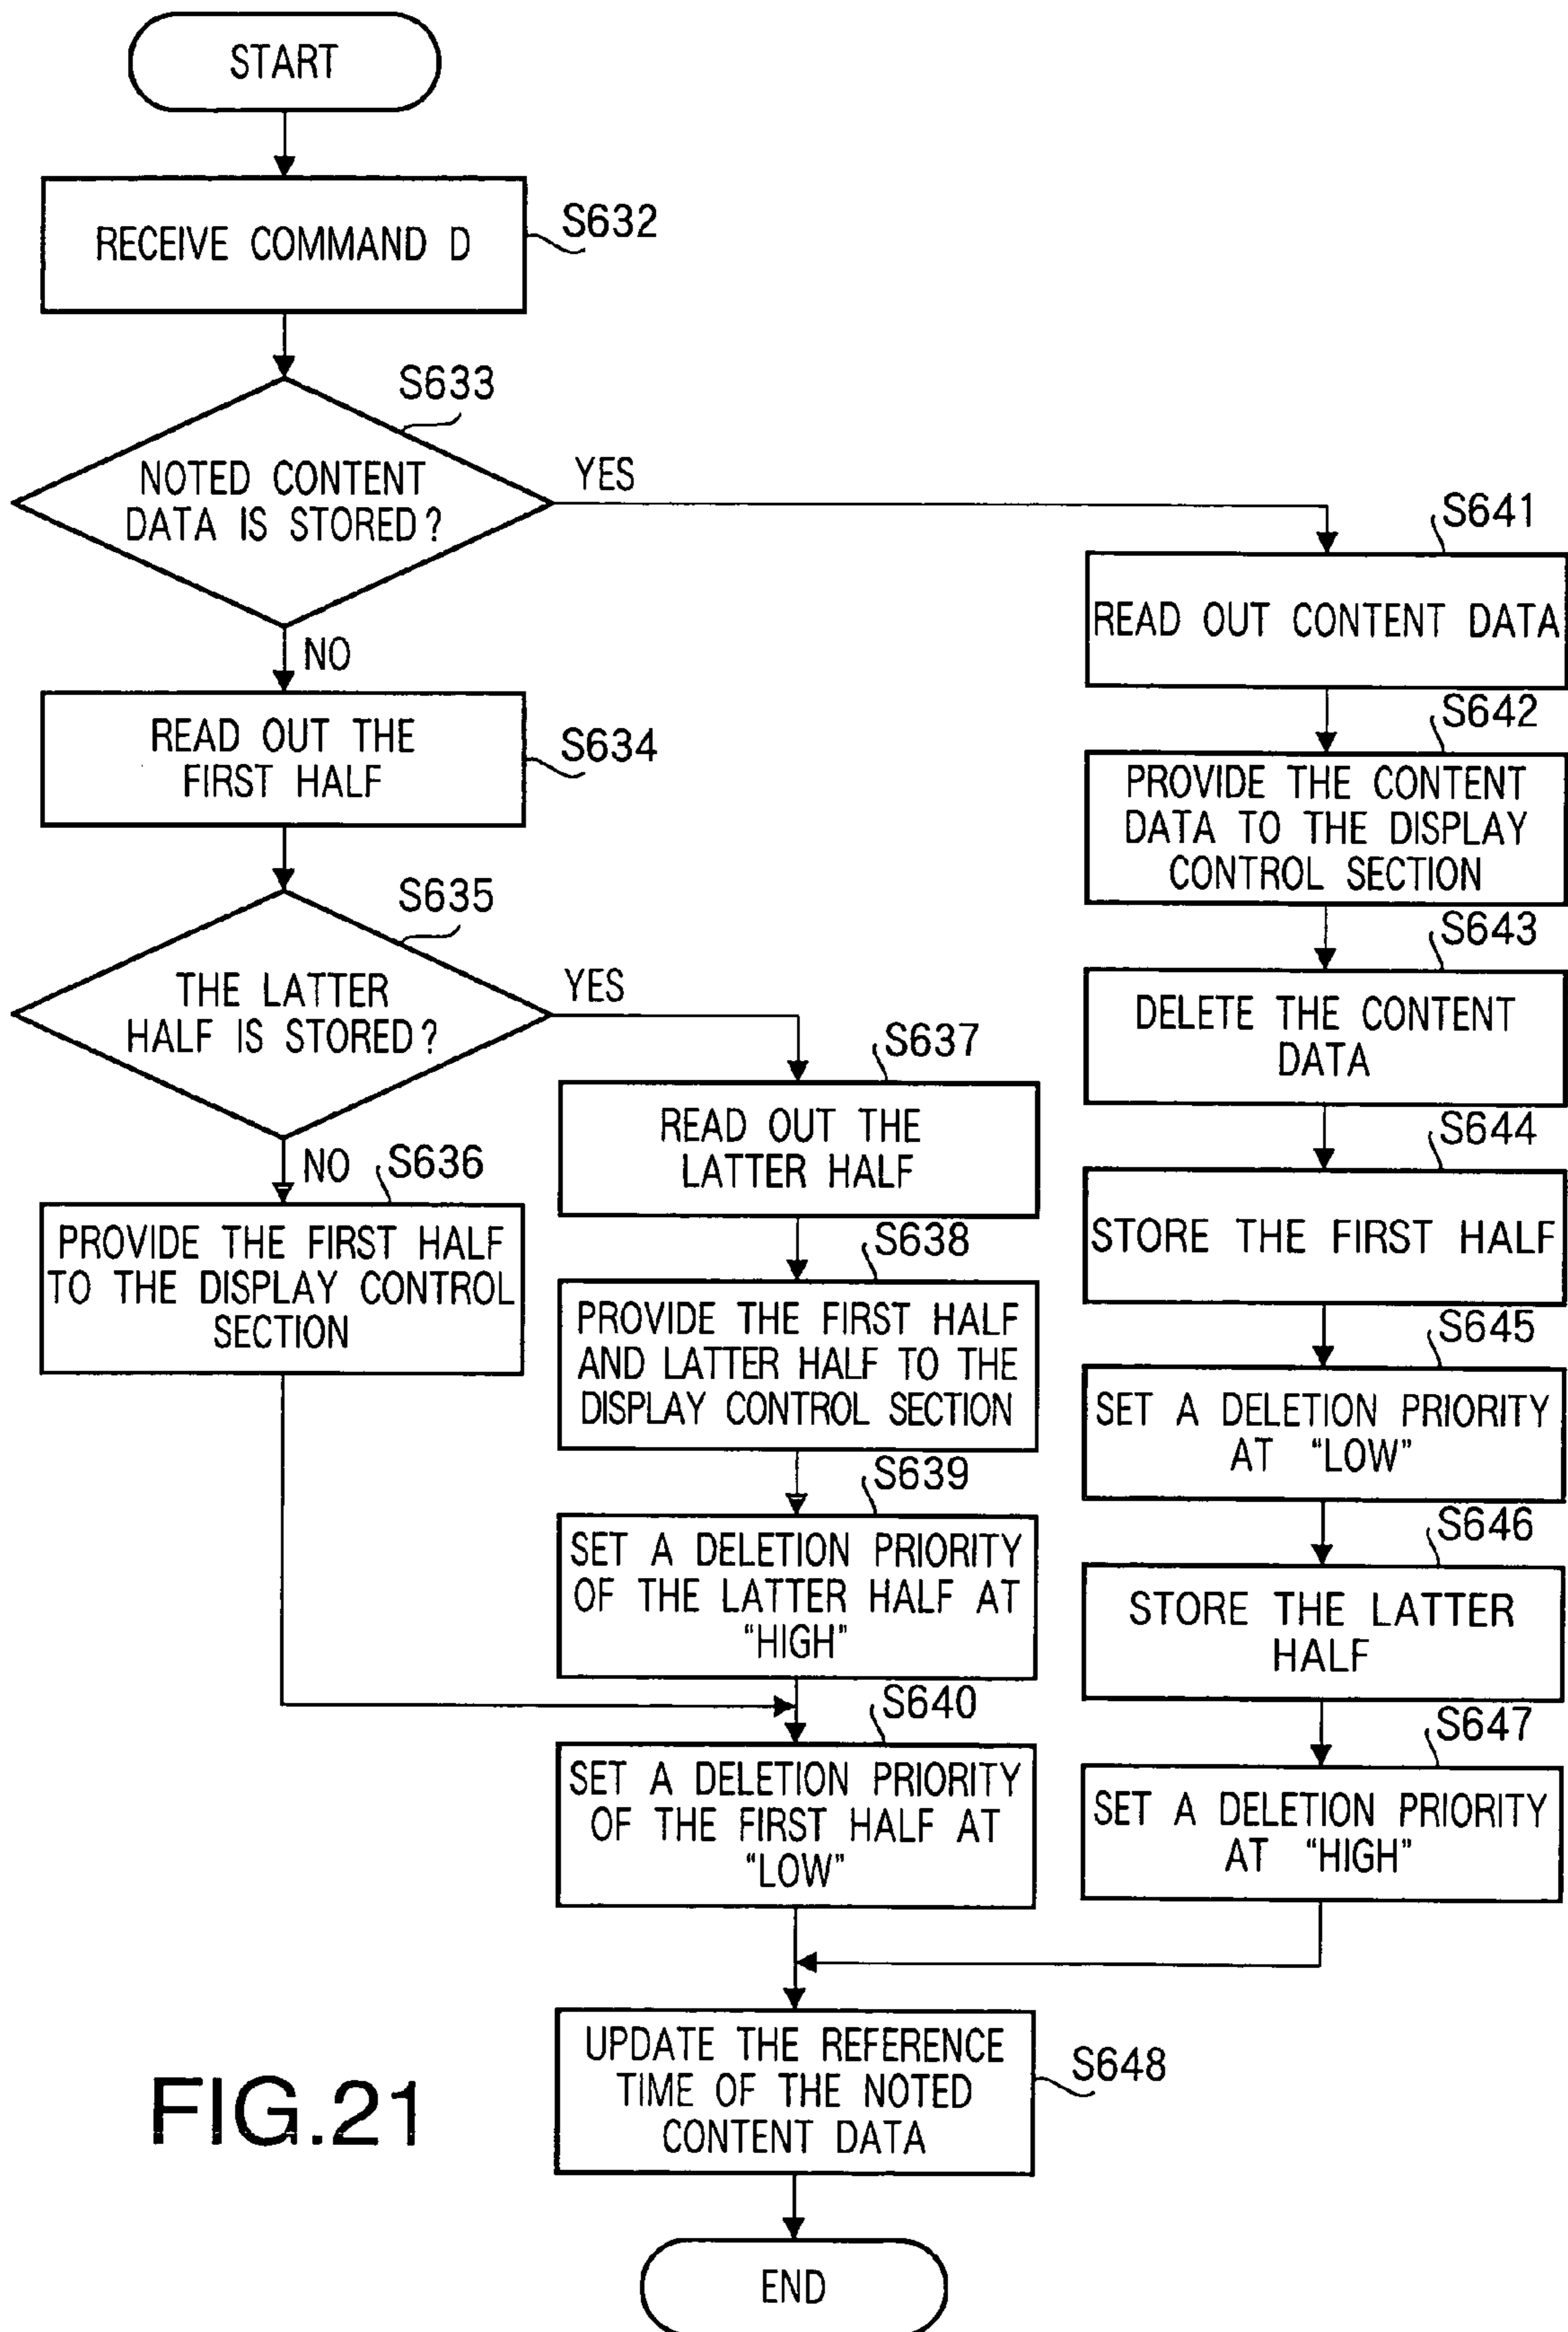 START
RECEIVE COMMAND D
S632
S633
NOTED CONTENT
DATA IS STORED?
YES
NO
READ OUT THE
FIRST HALF
S634
S635
THE LATTER
HALF IS STORED?
YES
NO
S636
PROVIDE THE FIRST HALF
TO THE DISPLAY CONTROL
SECTION
S637
READ OUT THE
LATTER HALF
S638
PROVIDE THE FIRST HALF
AND LATTER HALF TO THE
DISPLAY CONTROL SECTION
S639
SET A DELETION PRIORITY
OF THE LATTER HALF AT
"HIGH"
S640
SET A DELETION PRIORITY
OF THE FIRST HALF AT
"LOW"
S641
READ OUT CONTENT DATA
S642
PROVIDE THE CONTENT
DATA TO THE DISPLAY
CONTROL SECTION
S643
DELETE THE CONTENT
DATA
S644
STORE THE FIRST HALF
S645
SET A DELETION PRIORITY
AT "LOW"
S646
STORE THE LATTER
HALF
S647
SET A DELETION PRIORITY
AT "HIGH"
UPDATE THE REFERENCE
TIME OF THE NOTED
CONTENT DATA
S648
END
FIG.21